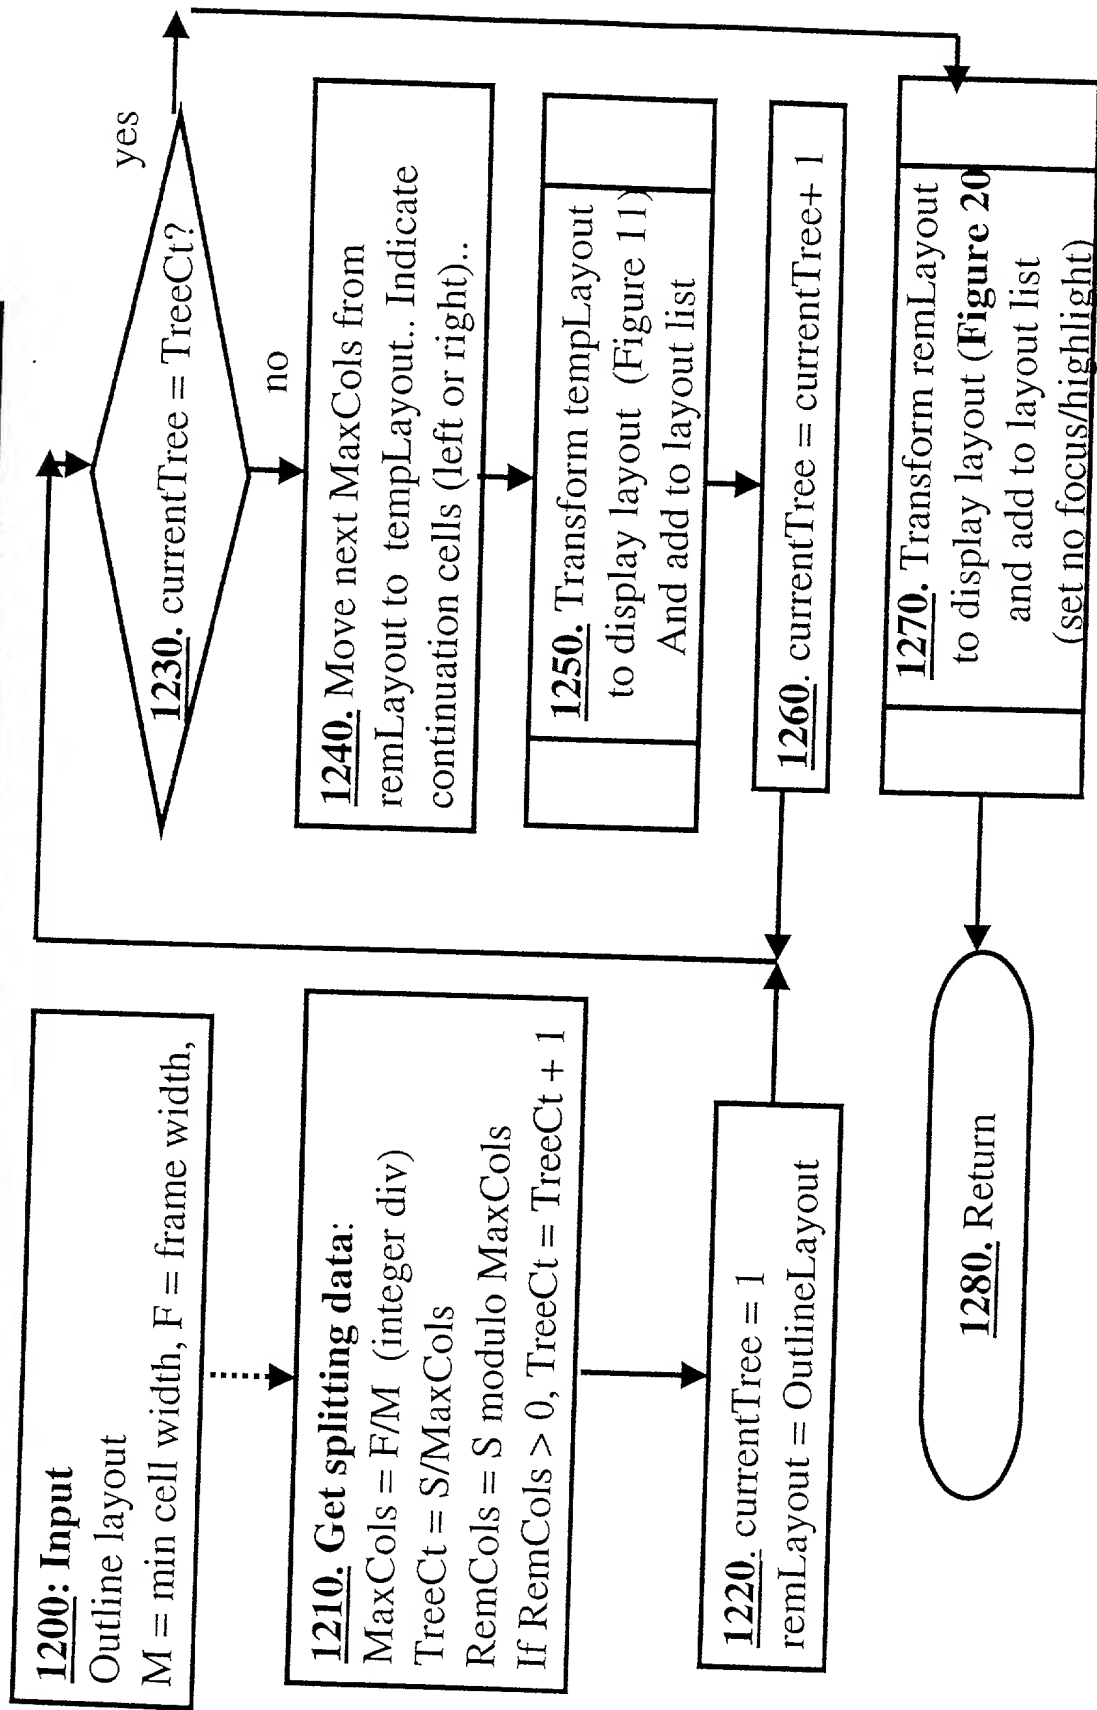 1200: Input
Outline layout
M = min cell width, F = frame width,
1210. Get splitting data:
MaxCols = F/M (integer div)
TreeCt = S/MaxCols
RemCols = S modulo MaxCols
If RemCols > 0, TreeCt = TreeCt + 1
1220. currentTree = 1
remLayout = OutlineLayout
1230. currentTree = TreeCt?
yes
no
1240. Move next MaxCols from
remLayout to tempLayout.. Indicate
continuation cells (left or right)..
1250. Transform tempLayout
to display layout (Figure 11)
And add to layout list
1260. currentTree = currentTree+ 1
1270. Transform remLayout
to display layout (Figure 20
and add to layout list
(set no focus/highlight)
1280. Return